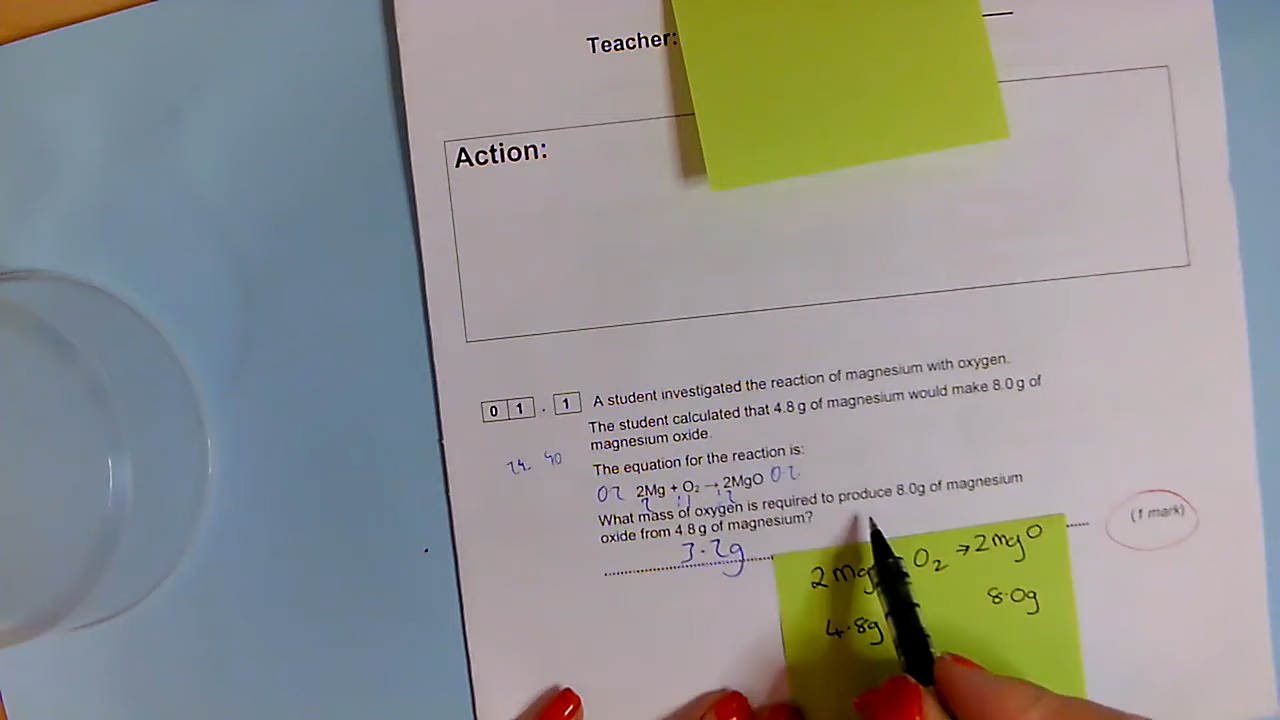 Teacher:
Action:
0 1 . 1 A student investigated the reaction of magnesium with oxygen.
The student calculated that 4.8 g of magnesium would make 8.0 g of
magnesium oxide.
24 40
The equation for the reaction is:
2Mg + O₂ → 2MgO
What mass of oxygen is required to produce 8.0g of magnesium
oxide from 4.8 g of magnesium?
(1 mark)
3.2g
2Mg O₂ → 2MgO
4.8g 8.0g